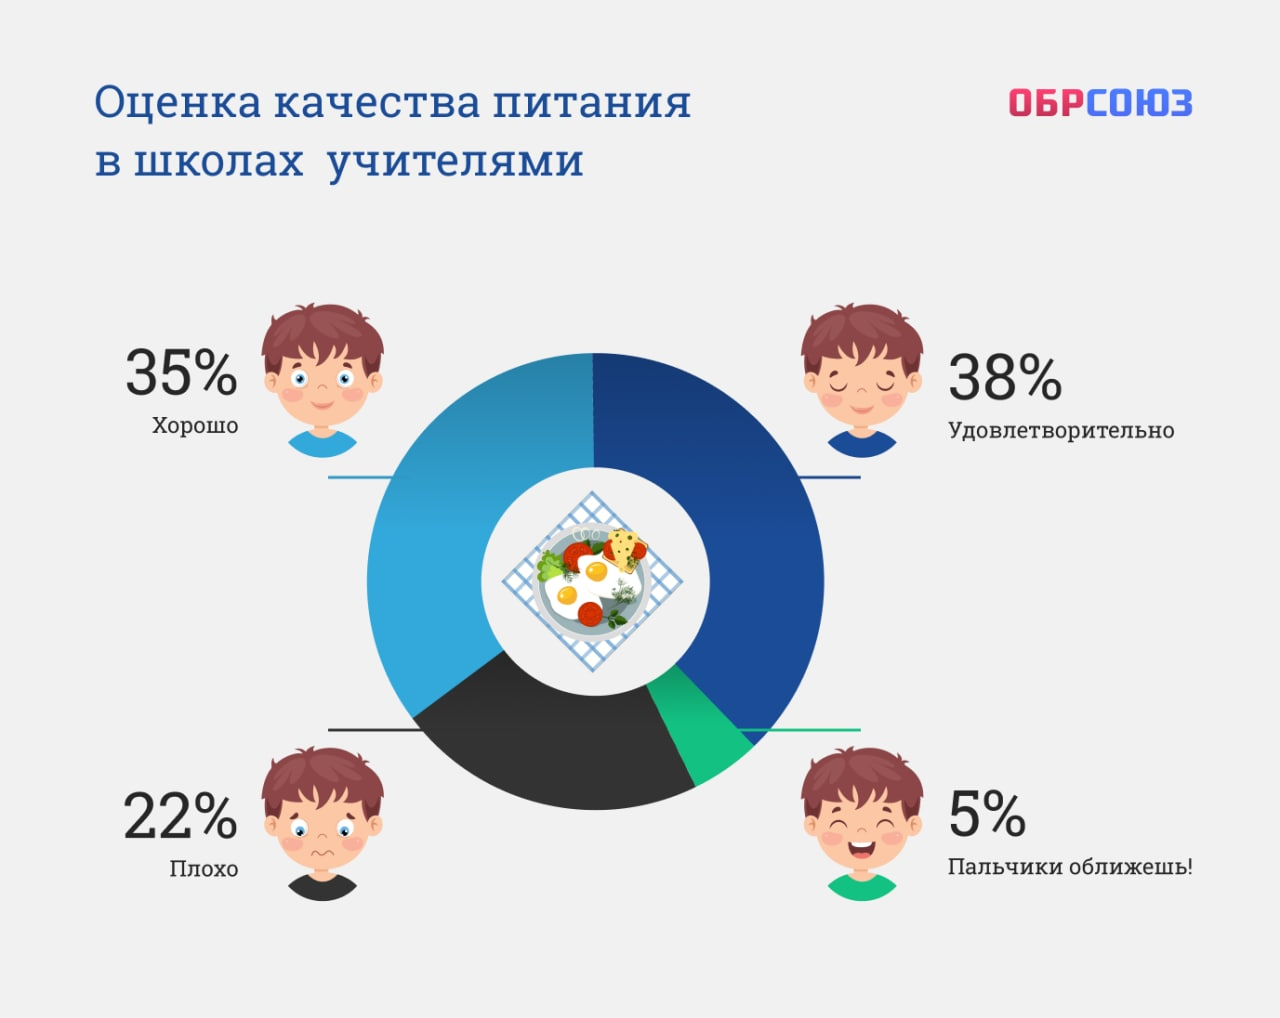 Оценка качества питания
в школах учителями
ОБРСОЮЗ
35%
Хорошо
38%
Удовлетворительно
22%
Плохо
5%
Пальчики оближешь!